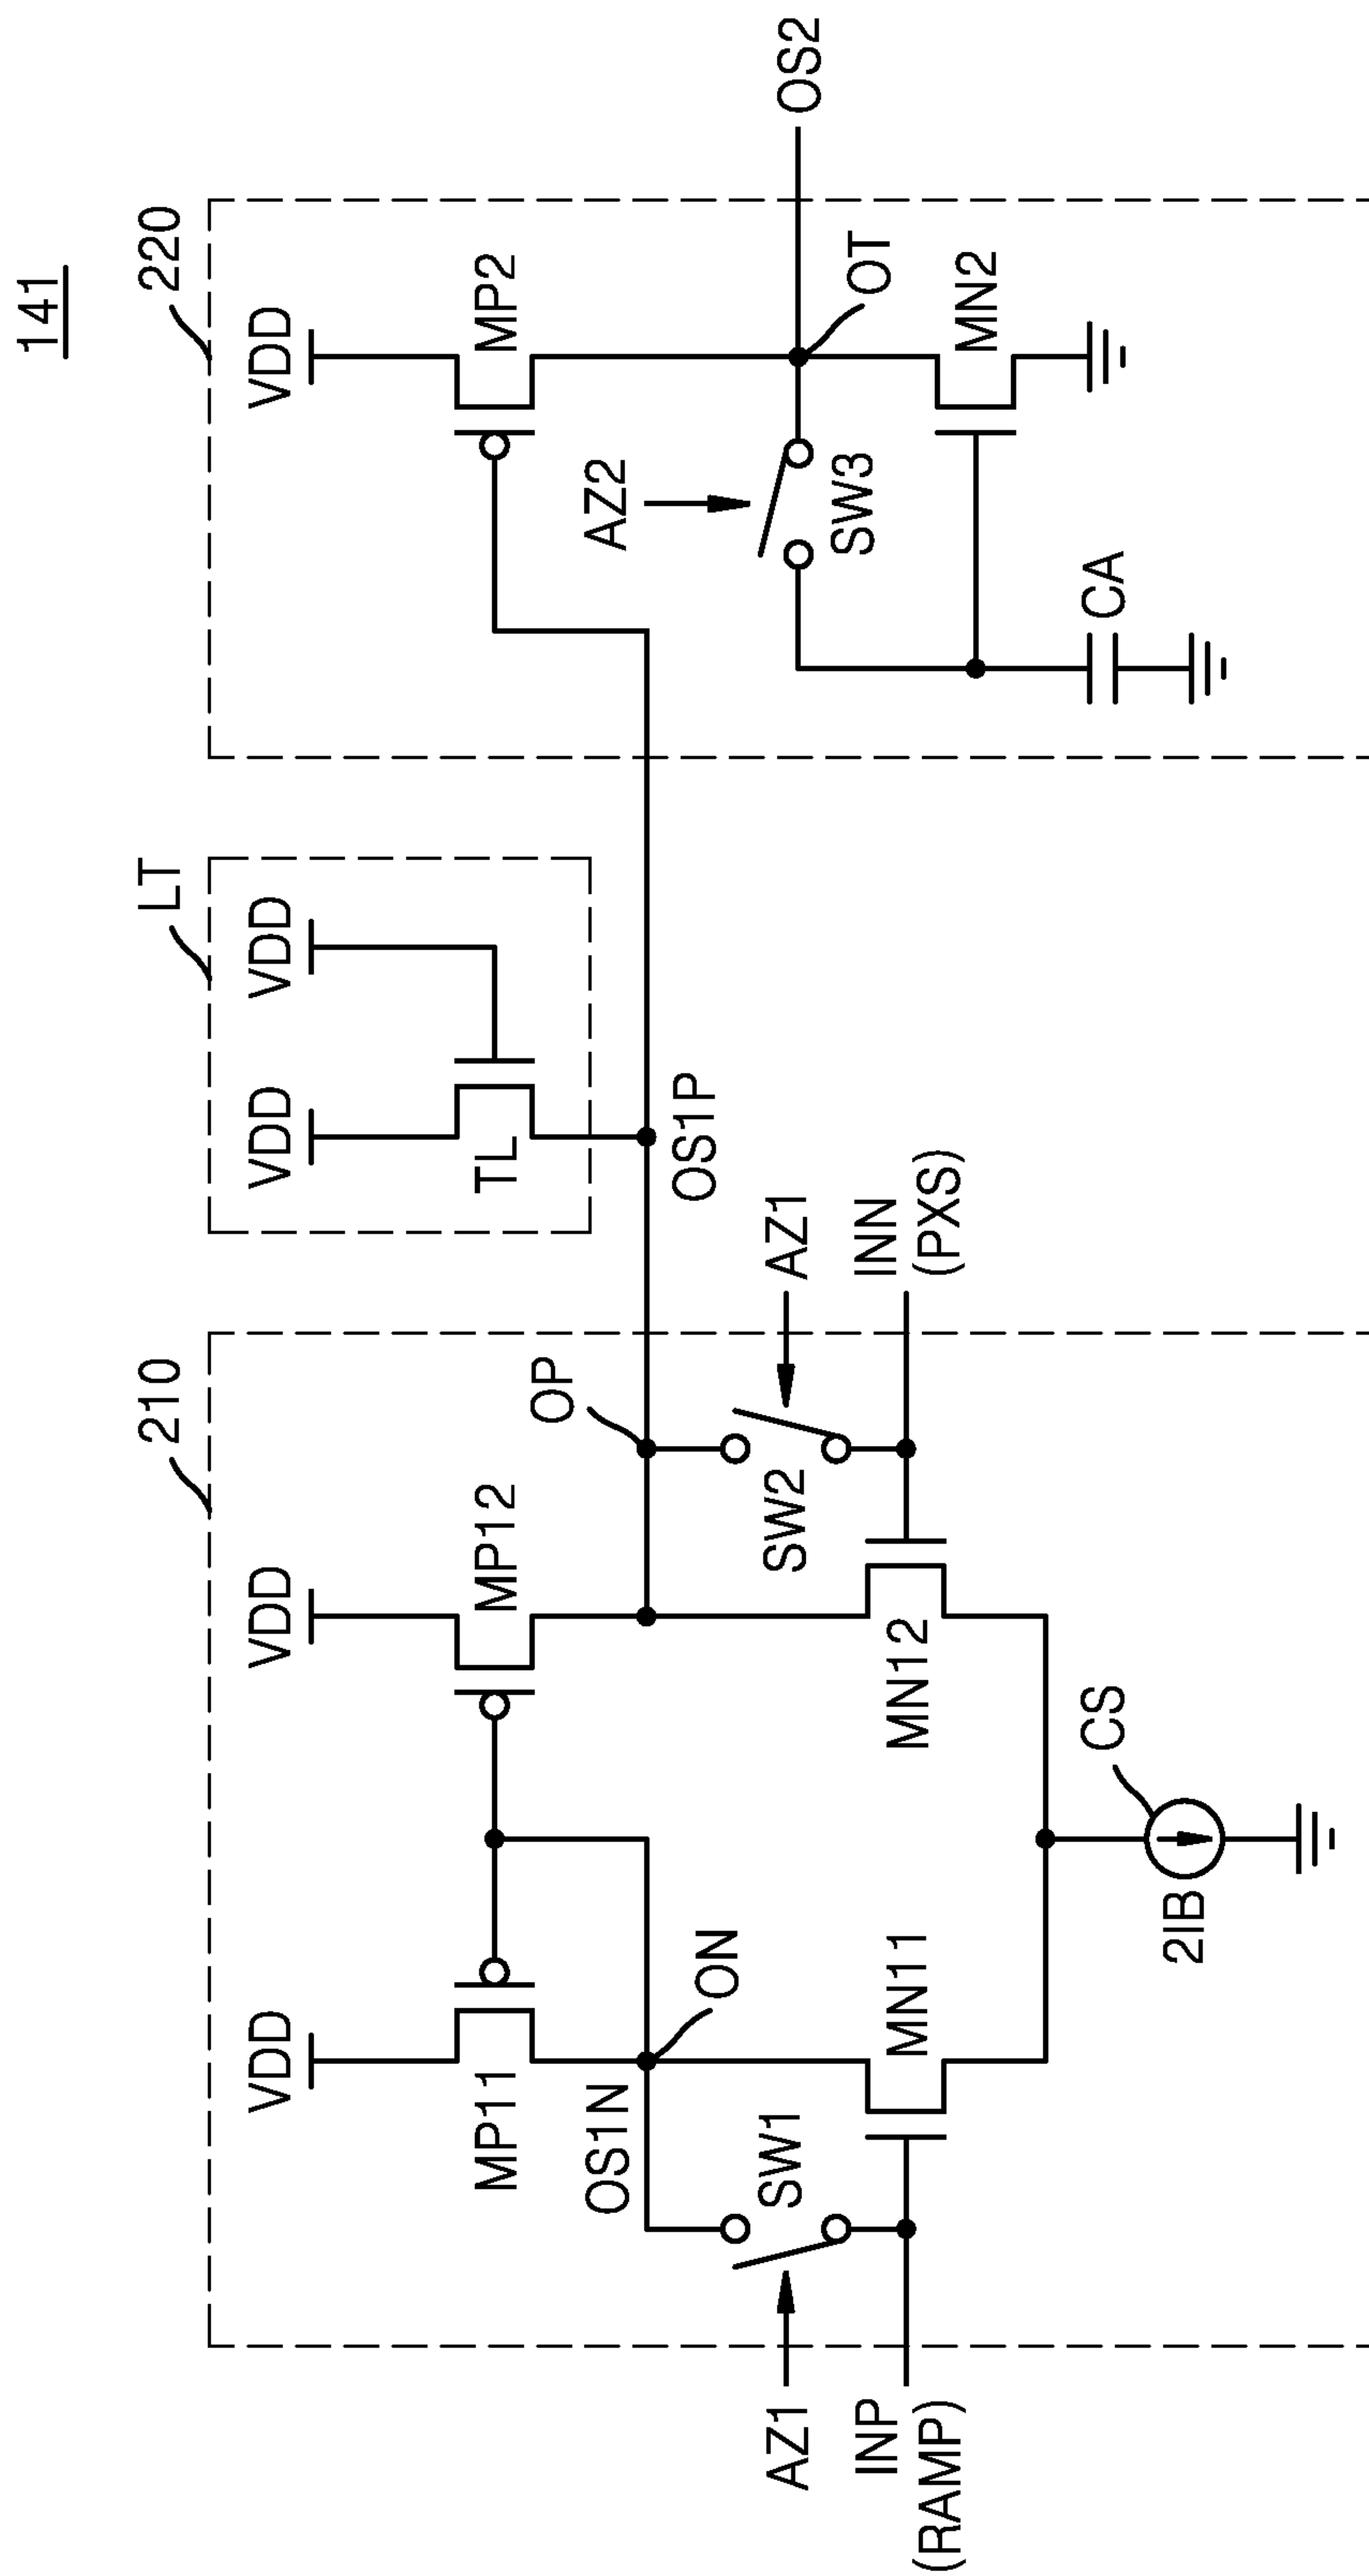 141
210
LT
220
VDD
VDD
VDD
VDD
VDD
MP11
MP12
TL
MP2
OP
AZ2
OS1N
ON
OS1P
SW1
SW2
AZ1
AZ1
SW3
OS2
OT
INP
(RAMP)
MN11
MN12
INN
(PXS)
MN2
CA
2IB
CS